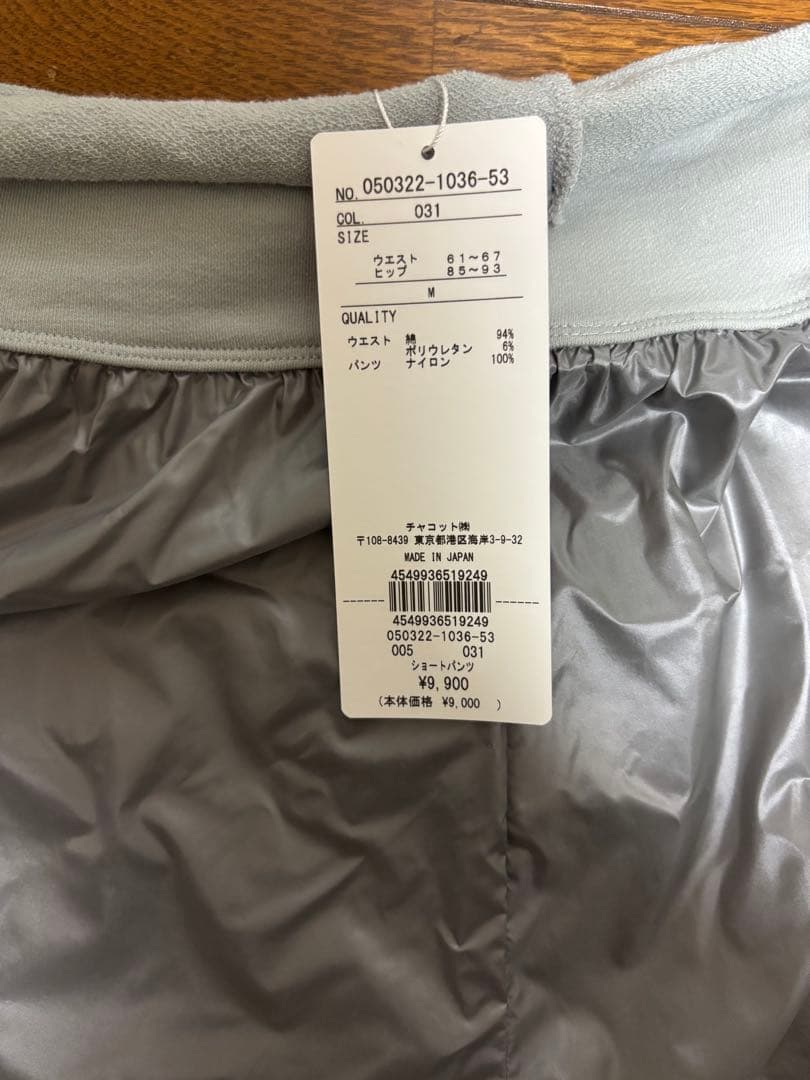 NO. 050322-1036-53
COL. 031
SIZE
ウエスト 61~67
ヒップ 85~93
M
QUALITY
ウエスト 綿 94%
ポリウレタン 6%
パンツ ナイロン 100%
チャコット㈱
〒108-8439 東京都港区海岸3-9-32
MADE IN JAPAN
4549936519249
4549936519249
050322-1036-53
005 031
ショートパンツ
¥9,900
(本体価格 ¥9,000 )